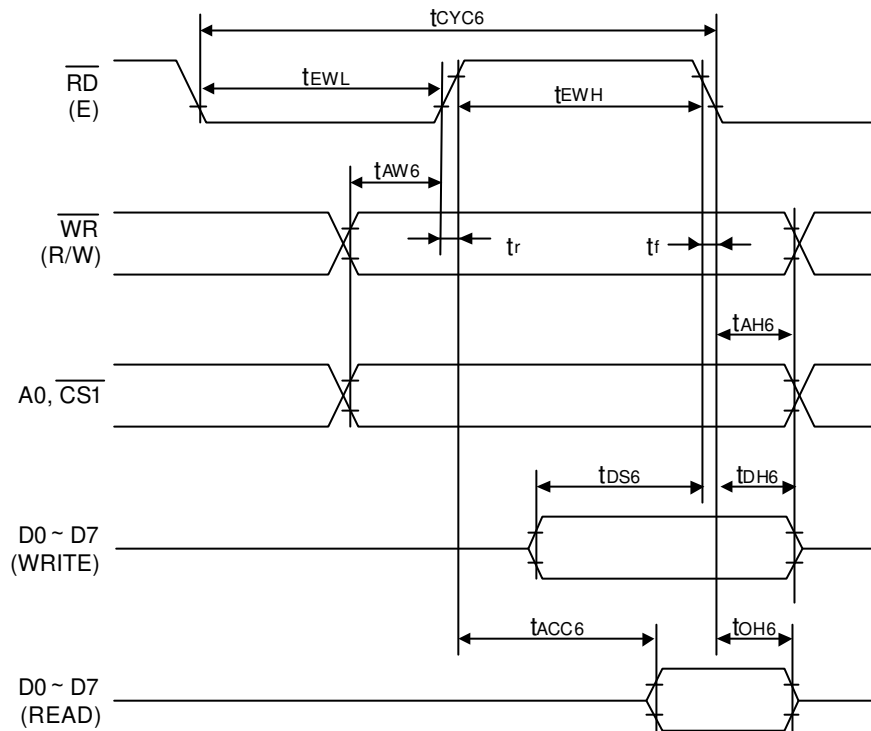 tCYC6
RD
(E)
tEWL
tEWH
tAW6
WR
(R/W)
tr
tf
tAH6
A0, CS1
tDS6
tDH6
D0 ~ D7
(WRITE)
tACC6
tOH6
D0 ~ D7
(READ)